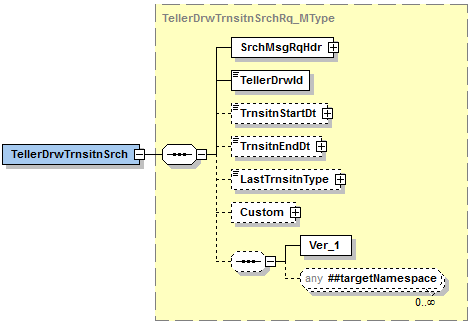 TellerDrwTrnsitnSrchRq_MType
SrchMsgRqHdr
TellerDrwId
TrnsitnStartDt
TrnsitnEndDt
TellerDrwTrnsitnSrch
LastTrnsitnType
Custom
Ver_1
any ##targetNamespace
0..∞